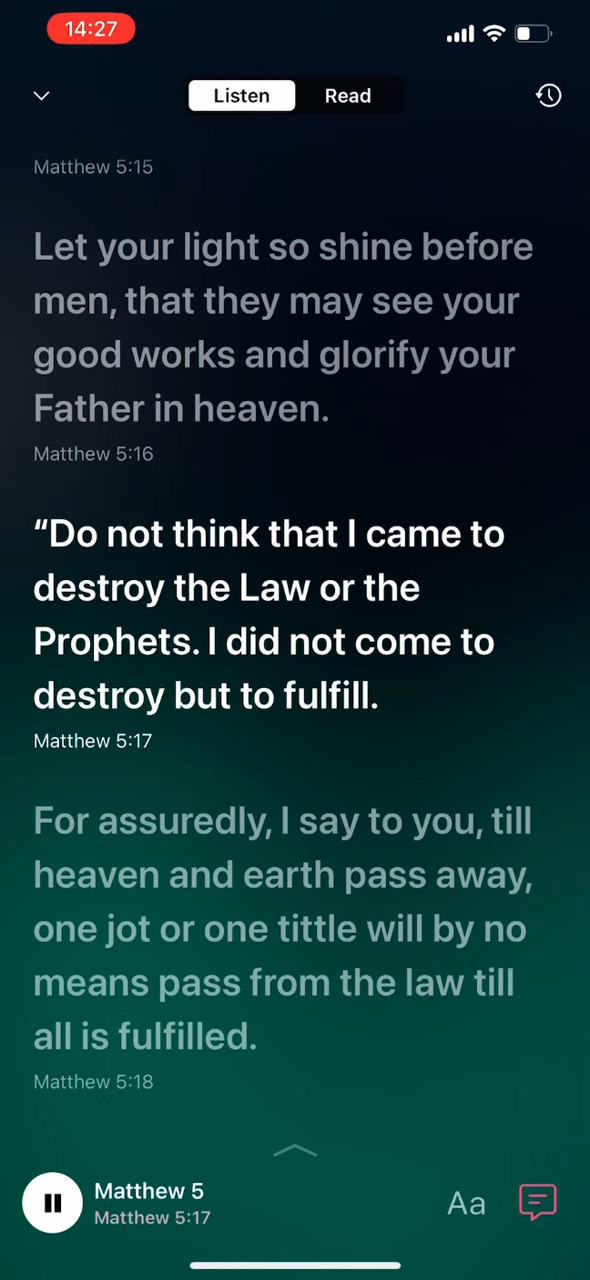 14:27
Listen
Read
Matthew 5:15
Let your light so shine before
men, that they may see your
good works and glorify your
Father in heaven.
Matthew 5:16
“Do not think that I came to
destroy the Law or the
Prophets. I did not come to
destroy but to fulfill.
Matthew 5:17
For assuredly, I say to you, till
heaven and earth pass away,
one jot or one tittle will by no
means pass from the law till
all is fulfilled.
Matthew 5:18
Matthew 5
Matthew 5:17
Aa